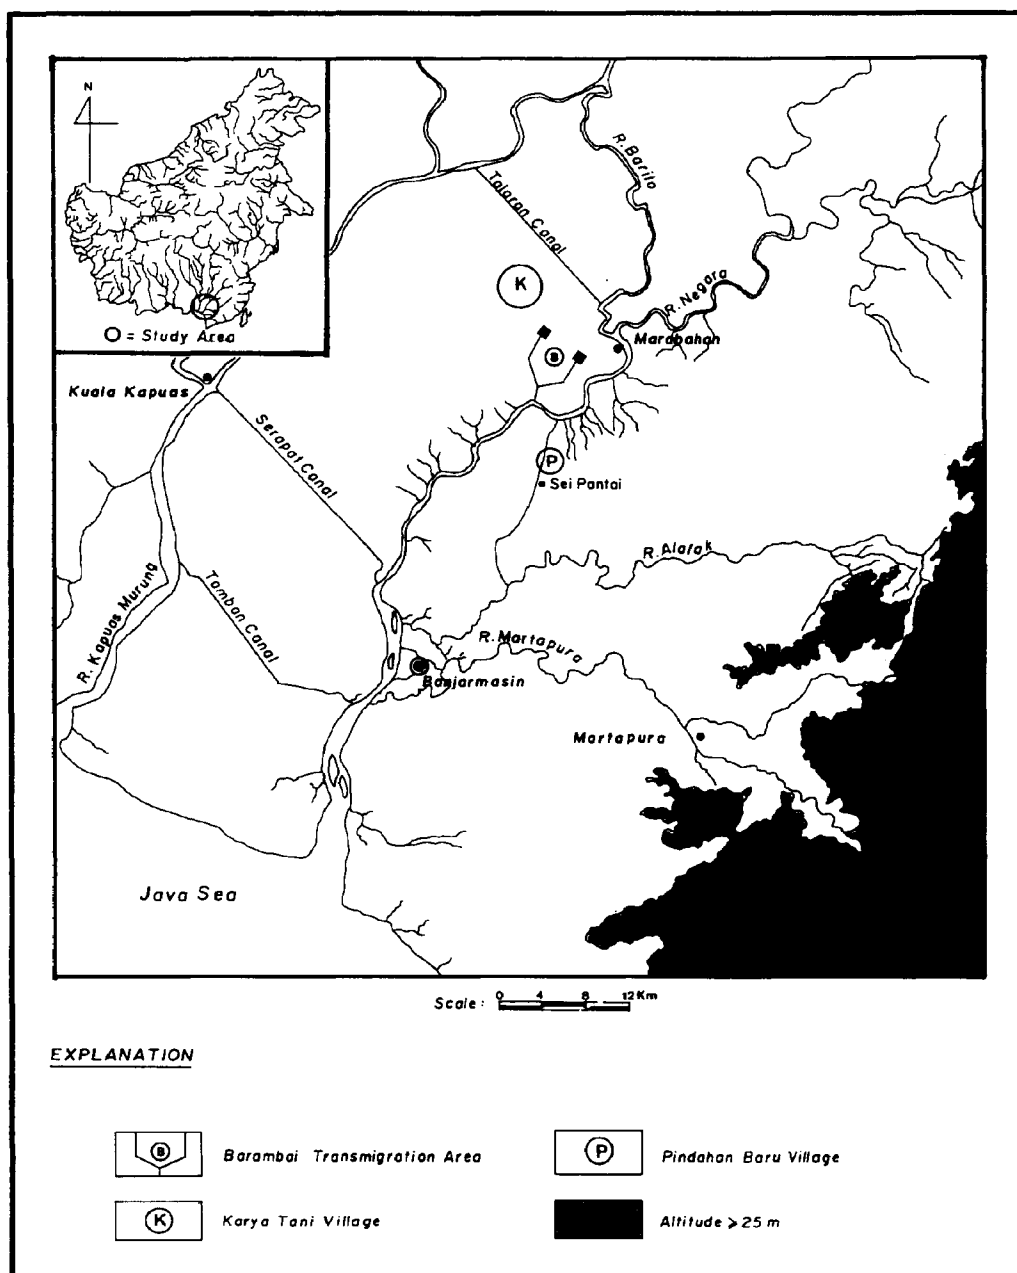 N
O = Study Area
R. Barito
Talaran Canal
K
R. Negara
B
Marabahan
Kuala Kapuas
Serapat Canal
P
Sei Pantai
R. Alalak
R. Kapuas Murung
Tamban Canal
R. Martapura
Banjarmasin
Martapura
Java Sea
Scale: 0 4 8 12 Km
EXPLANATION
B Barambai Transmigration Area
P Pindahan Baru Village
K Karya Tani Village
Altitude ≥ 25 m